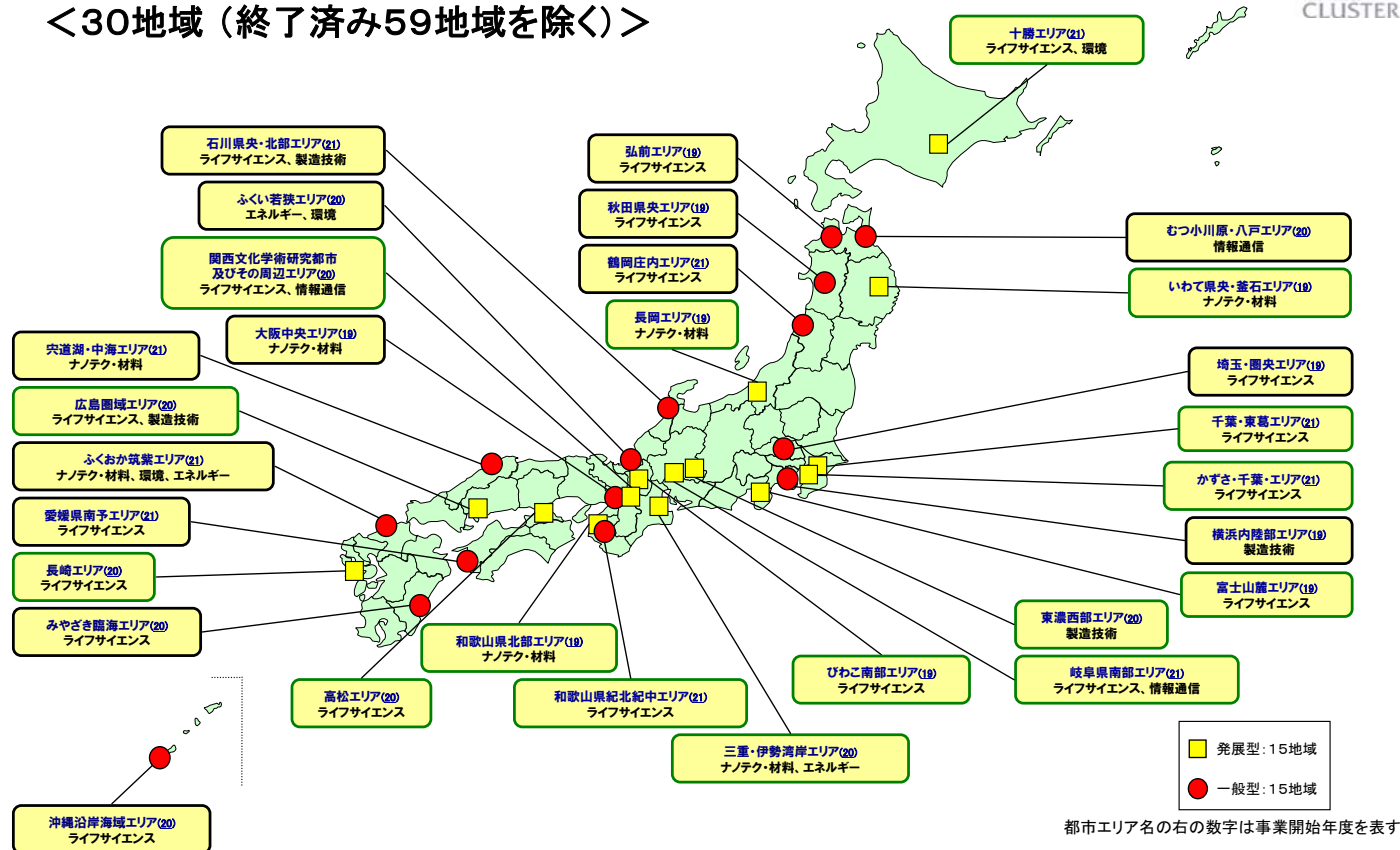 <30地域（終了済み59地域を除く）>
CLUSTER
十勝エリア(21)
ライフサイエンス、環境
石川県央・北部エリア(21)
ライフサイエンス、製造技術
ふくい若狭エリア(20)
エネルギー、環境
関西文化学術研究都市
及びその周辺エリア(20)
ライフサイエンス、情報通信
大阪中央エリア(19)
ナノテク・材料
宍道湖・中海エリア(21)
ナノテク・材料
広島圏域エリア(20)
ライフサイエンス、製造技術
ふくおか筑紫エリア(21)
ナノテク・材料、環境、エネルギー
愛媛県南予エリア(21)
ライフサイエンス
長崎エリア(20)
ライフサイエンス
みやざき臨海エリア(20)
ライフサイエンス
沖縄沿岸海域エリア(20)
ライフサイエンス
弘前エリア(19)
ライフサイエンス
秋田県央エリア(19)
ライフサイエンス
鶴岡庄内エリア(21)
ライフサイエンス
長岡エリア(19)
ナノテク・材料
むつ小川原・八戸エリア(20)
情報通信
いわて県央・釜石エリア(19)
ナノテク・材料
埼玉・圏央エリア(19)
ライフサイエンス
千葉・東葛エリア(21)
ライフサイエンス
かずさ・千葉・エリア(21)
ライフサイエンス
横浜内陸部エリア(19)
製造技術
富士山麓エリア(19)
ライフサイエンス
東濃西部エリア(20)
製造技術
岐阜県南部エリア(21)
ライフサイエンス、情報通信
びわこ南部エリア(19)
ライフサイエンス
三重・伊勢湾岸エリア(20)
ナノテク・材料、エネルギー
和歌山県紀北紀中エリア(21)
ライフサイエンス
和歌山県北部エリア(19)
ナノテク・材料
高松エリア(20)
ライフサイエンス
発展型：15地域
一般型：15地域
都市エリア名の右の数字は事業開始年度を表す